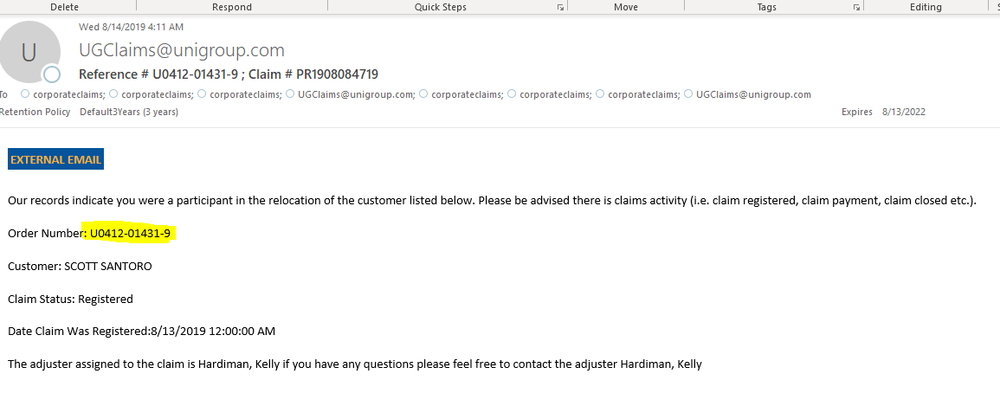 Delete Respond Quick Steps Move Tags Editing
Wed 8/14/2019 4:11 AM
U
UGClaims@unigroup.com
Reference # U0412-01431-9 ; Claim # PR1908084719
To corporateclaims; corporateclaims; corporateclaims; UGClaims@unigroup.com; corporateclaims; corporateclaims; corporateclaims; UGClaims@unigroup.com
Retention Policy Default3Years (3 years) Expires 8/13/2022
EXTERNAL EMAIL
Our records indicate you were a participant in the relocation of the customer listed below. Please be advised there is claims activity (i.e. claim registered, claim payment, claim closed etc.).
Order Number: U0412-01431-9
Customer: SCOTT SANTORO
Claim Status: Registered
Date Claim Was Registered:8/13/2019 12:00:00 AM
The adjuster assigned to the claim is Hardiman, Kelly if you have any questions please feel free to contact the adjuster Hardiman, Kelly